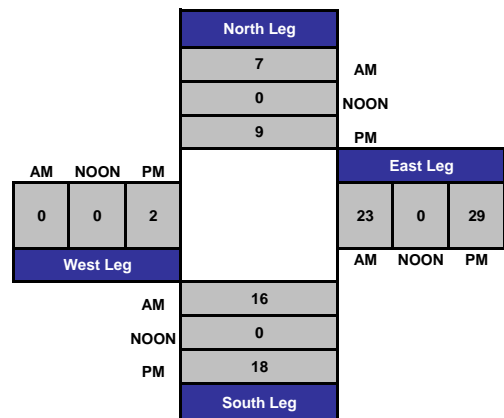 North Leg
7
AM
0
NOON
9
PM
AM NOON PM
East Leg
0 0 2
23 0 29
West Leg
AM NOON PM
AM
16
NOON
0
PM
18
South Leg